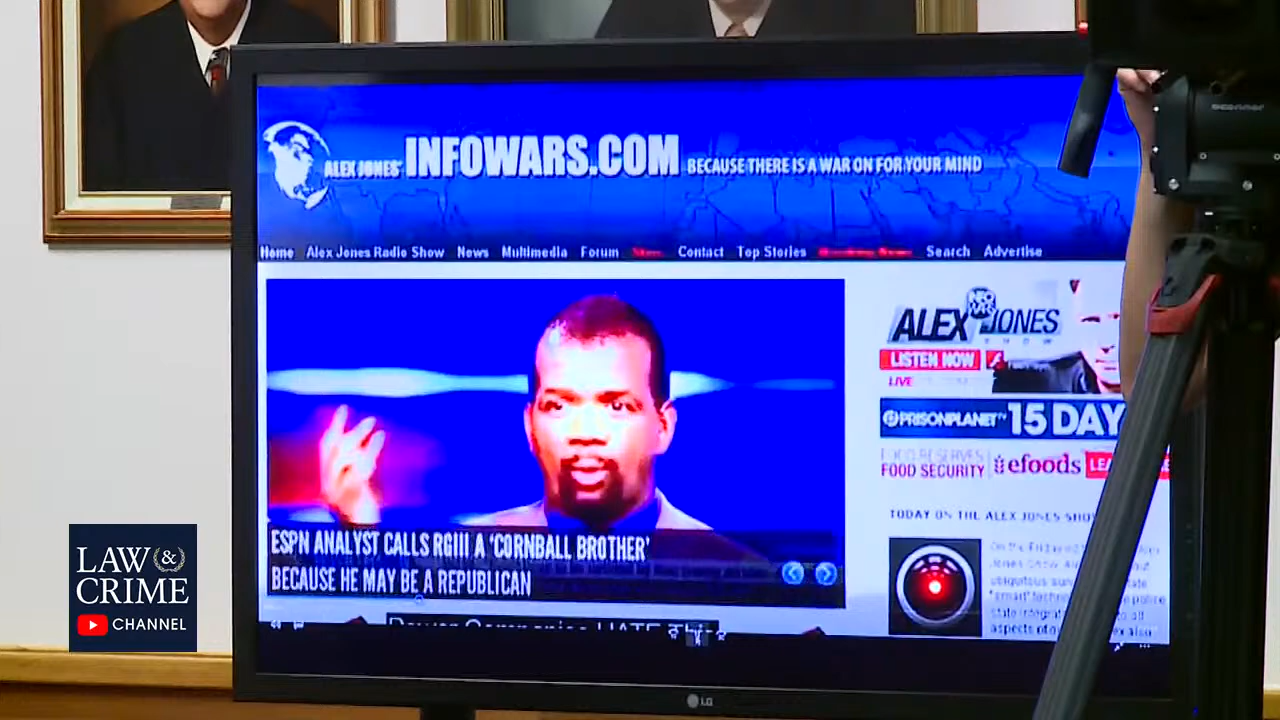 ALEX JONES' INFOWARS.COM BECAUSE THERE IS A WAR ON FOR YOUR MIND
Home Alex Jones Radio Show News Multimedia Forum Contact Top Stories Search Advertise
ALEX JONES
SHOW
LISTEN NOW
LIVE
PRISONPLANET TV 15 DAY
FOOD SECURITY
efoods
ESPN ANALYST CALLS RGIII A 'CORNBALL BROTHER'
BECAUSE HE MAY BE A REPUBLICAN
TODAY ON THE ALEX JONES SHO
LG
LAW &
CRIME
CHANNEL